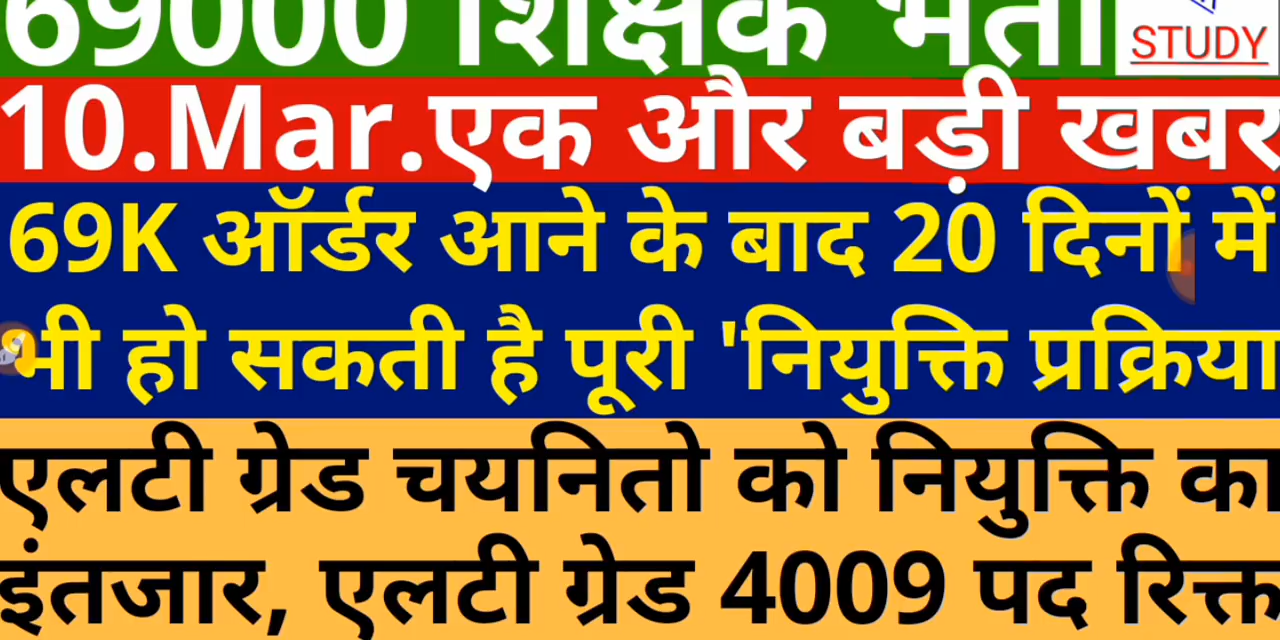 69000 शिक्षक भर्ती
STUDY
10.Mar.एक और बड़ी खबर
69K ऑर्डर आने के बाद 20 दिनों में
भी हो सकती है पूरी 'नियुक्ति प्रक्रिया
एलटी ग्रेड चयनितो को नियुक्ति का
इंतजार, एलटी ग्रेड 4009 पद रिक्त